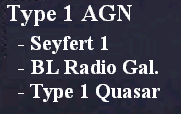 Type 1 AGN
- Seyfert 1
- BL Radio Gal.
- Type 1 Quasar